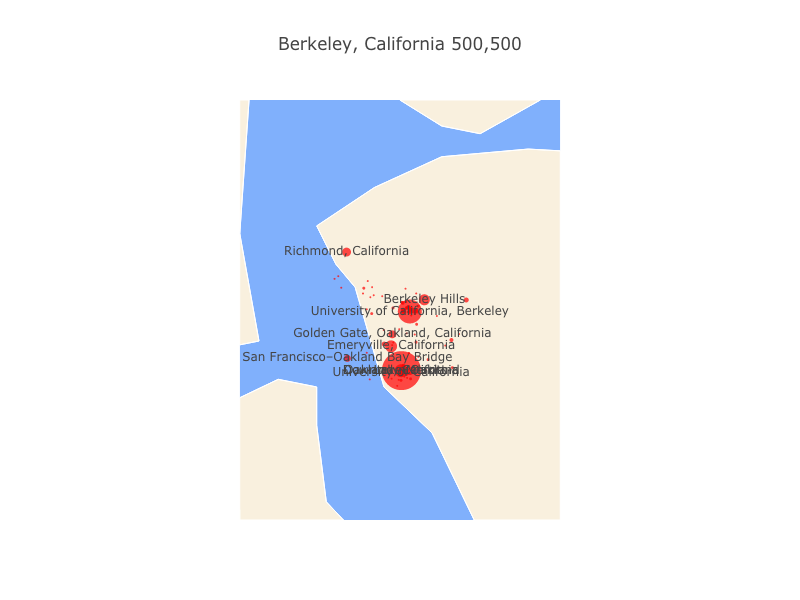 Berkeley, California 500,500
Richmond, California
Berkeley Hills
University of California, Berkeley
Golden Gate, Oakland, California
Emeryville, California
San Francisco–Oakland Bay Bridge
University of California